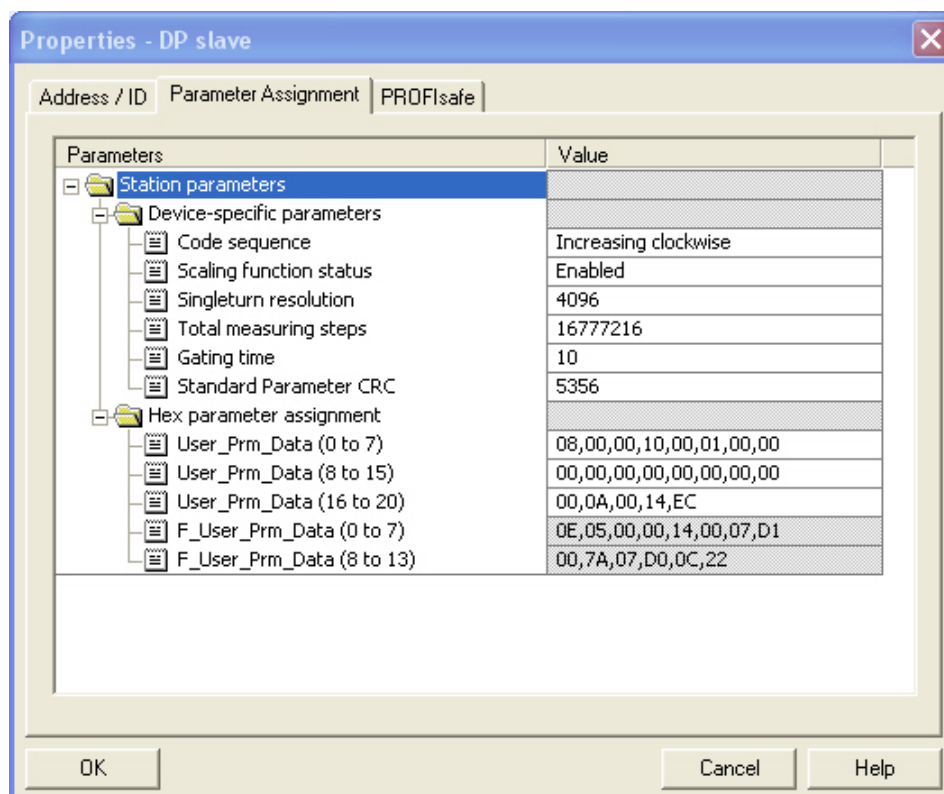 Properties - DP slave
Address / ID Parameter Assignment PROFIsafe
Parameters Value
Station parameters
Device-specific parameters
Code sequence Increasing clockwise
Scaling function status Enabled
Singleturn resolution 4096
Total measuring steps 16777216
Gating time 10
Standard Parameter CRC 5356
Hex parameter assignment
User_Prm_Data (0 to 7) 08,00,00,10,00,01,00,00
User_Prm_Data (8 to 15) 00,00,00,00,00,00,00,00
User_Prm_Data (16 to 20) 00,0A,00,14,EC
F_User_Prm_Data (0 to 7) 0E,05,00,00,14,00,07,D1
F_User_Prm_Data (8 to 13) 00,7A,07,D0,0C,22
OK Cancel Help